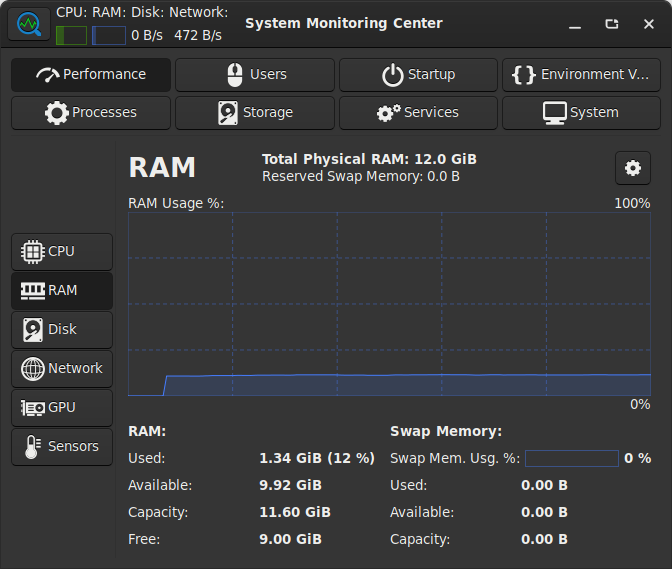 CPU: RAM: Disk: Network:
0 B/s 472 B/s
System Monitoring Center
Performance Users Startup Environment V...
Processes Storage Services System
RAM
Total Physical RAM: 12.0 GiB
Reserved Swap Memory: 0.0 B
RAM Usage %: 100%
CPU
RAM
Disk
Network
GPU
Sensors
0%
RAM: Swap Memory:
Used: 1.34 GiB (12 %) Swap Mem. Usg. %: 0 %
Available: 9.92 GiB Used: 0.00 B
Capacity: 11.60 GiB Available: 0.00 B
Free: 9.00 GiB Capacity: 0.00 B